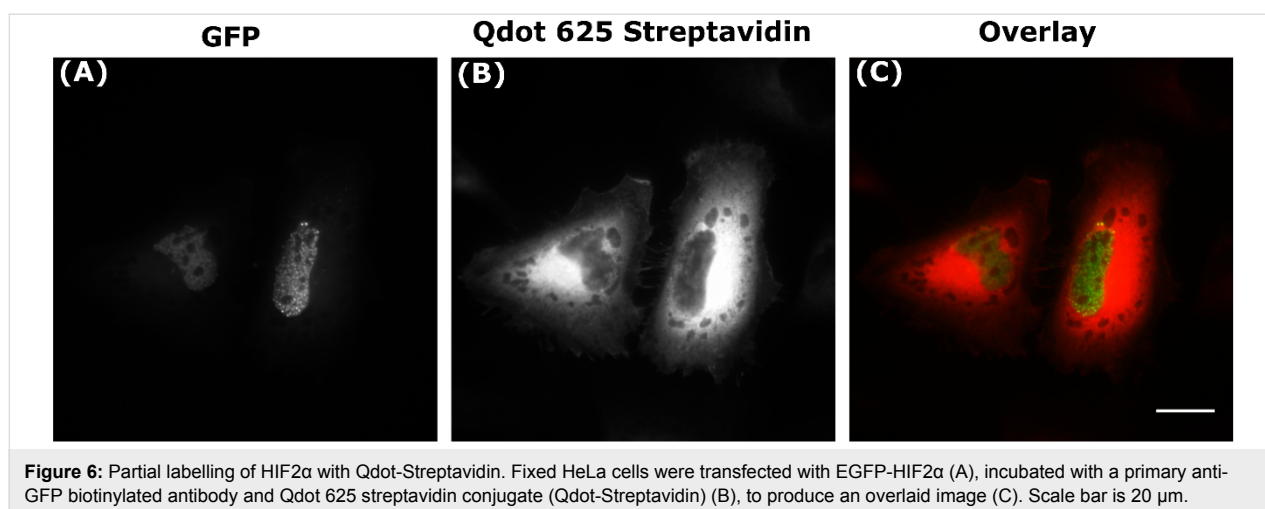 GFP Qdot 625 Streptavidin Overlay
(A) (B) (C)
Figure 6: Partial labelling of HIF2α with Qdot-Streptavidin. Fixed HeLa cells were transfected with EGFP-HIF2α (A), incubated with a primary anti-
GFP biotinylated antibody and Qdot 625 streptavidin conjugate (Qdot-Streptavidin) (B), to produce an overlaid image (C). Scale bar is 20 μm.